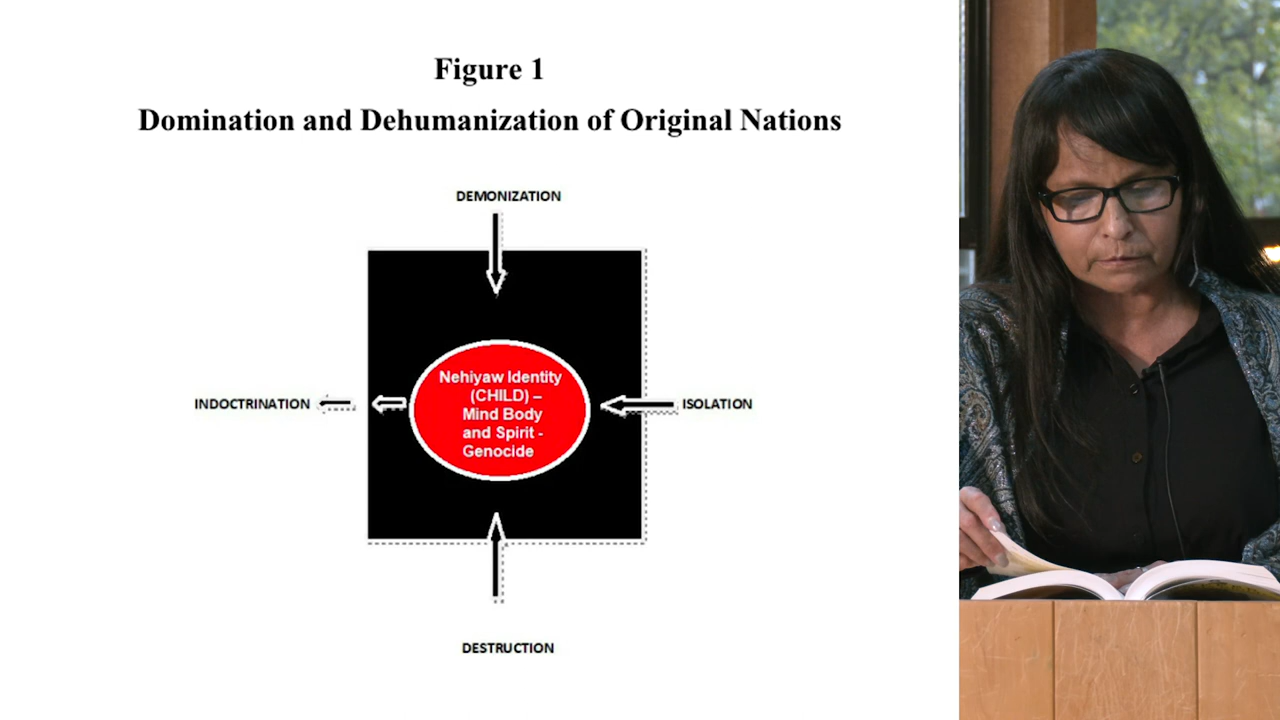 Figure 1
Domination and Dehumanization of Original Nations
DEMONIZATION
Nehiyaw Identity
(CHILD) –
Mind Body
and Spirit -
Genocide
INDOCTRINATION
ISOLATION
DESTRUCTION